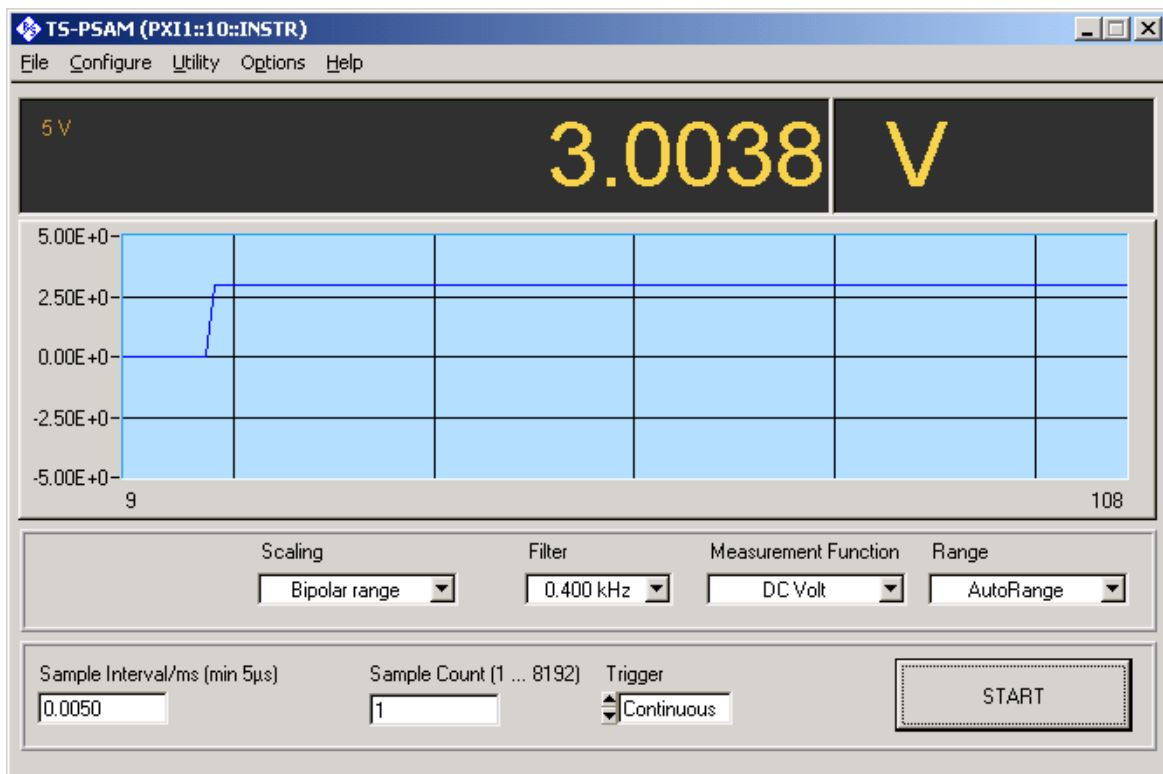 TS-PSAM (PXI1::10::INSTR)
File Configure Utility Options Help
5 V 3.0038 V
5.00E+0
2.50E+0
0.00E+0
-2.50E+0
-5.00E+0
9 108
Scaling Filter Measurement Function Range
Bipolar range 0.400 kHz DC Volt AutoRange
Sample Interval/ms (min 5µs) Sample Count (1 ... 8192) Trigger
0.0050 1 Continuous START